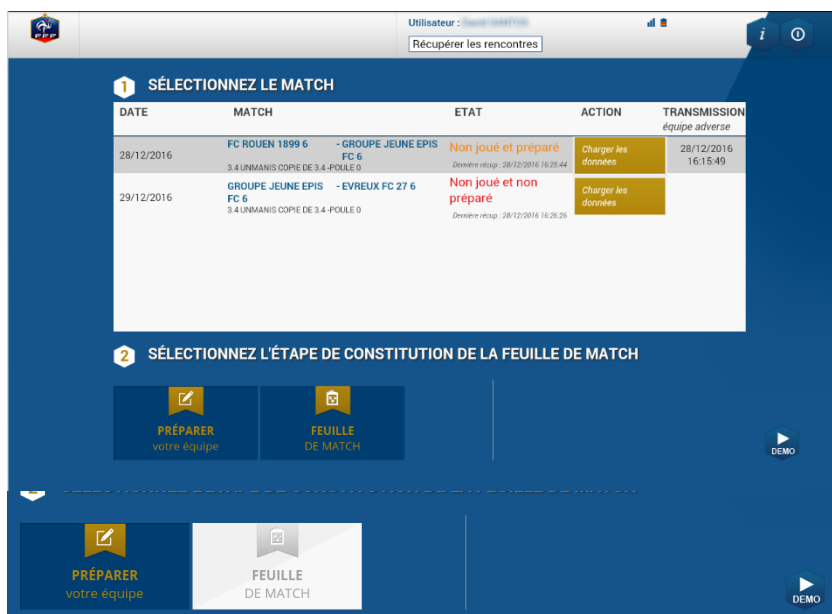 FFF
Utilisateur :
Récupérer les rencontres
i
1 SÉLECTIONNEZ LE MATCH
DATE MATCH ETAT ACTION TRANSMISSION
équipe adverse
28/12/2016
FC ROUEN 1899 6 - GROUPE JEUNE EPIS
FC 6
3.4 UNMANIS COPIE DE 3.4 -POULE 0
Non joué et préparé
Dernière récup : 28/12/2016 16:25:44
Charger les
données
28/12/2016
16:15:49
29/12/2016
GROUPE JEUNE EPIS - EVREUX FC 27 6
FC 6
3.4 UNMANIS COPIE DE 3.4 -POULE 0
Non joué et non
préparé
Dernière récup : 28/12/2016 16:26:26
Charger les
données
2 SÉLECTIONNEZ L'ÉTAPE DE CONSTITUTION DE LA FEUILLE DE MATCH
PRÉPARER
votre équipe
FEUILLE
DE MATCH
DEMO
PRÉPARER
votre équipe
FEUILLE
DE MATCH
DEMO